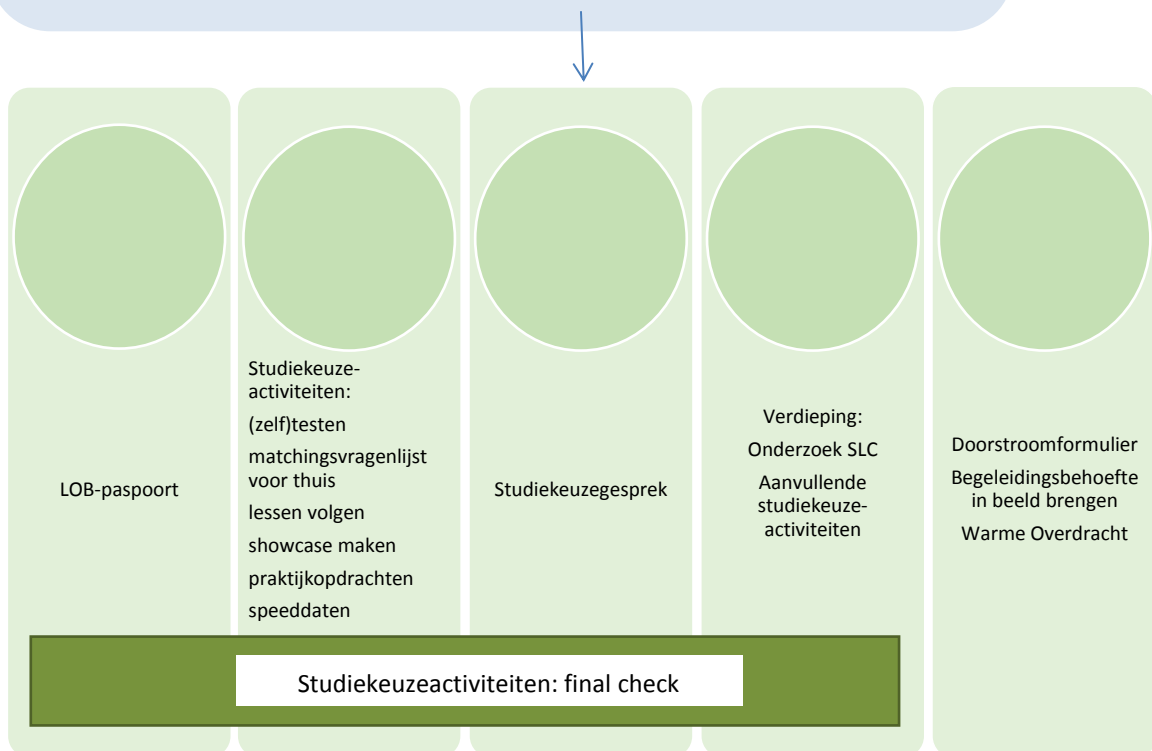 LOB-paspoort
Studiekeuze-
activiteiten:
(zelf)testen
matchingsvragenlijst
voor thuis
lessen volgen
showcase maken
praktijkopdrachten
speeddaten
Studiekeuzegesprek
Verdieping:
Onderzoek SLC
Aanvullende
studiekeuze-
activiteiten
Doorstroomformulier
Begeleidingsbehoefte
in beeld brengen
Warme Overdracht
Studiekeuzeactiviteiten: final check